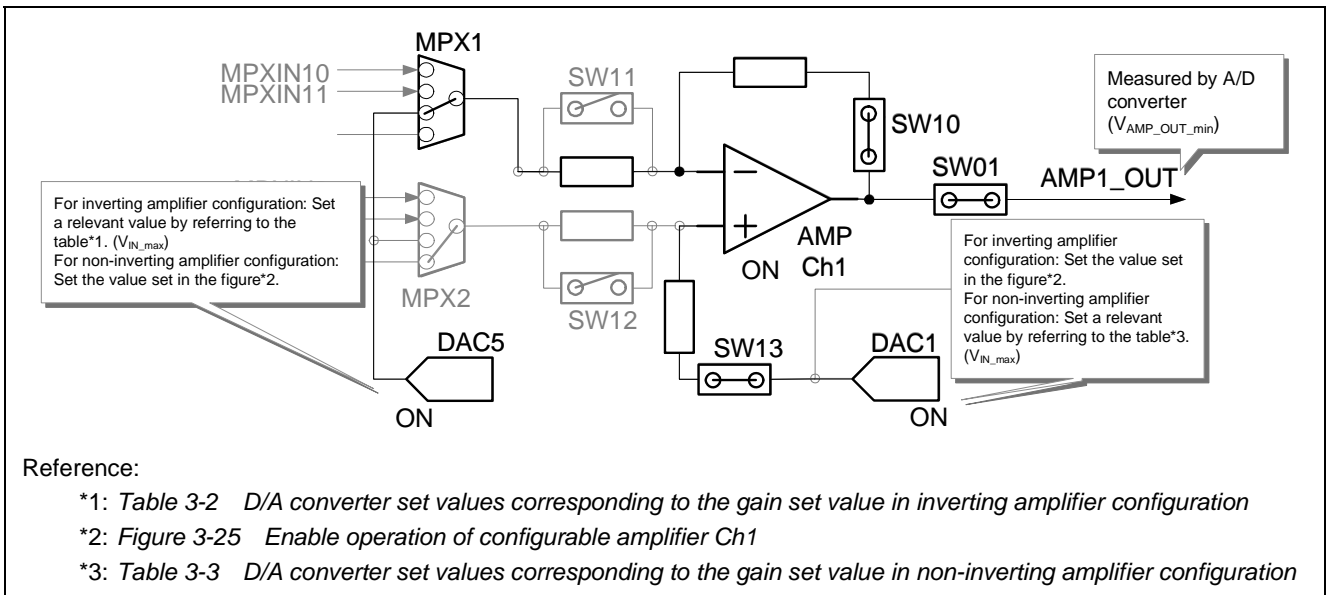 MPX1
MPXIN10
MPXIN11
SW11
SW10
Measured by A/D
converter
(VAMP_OUT_min)
SW01
AMP1_OUT
For inverting amplifier configuration: Set
a relevant value by referring to the
table*1. (VIN_max)
For non-inverting amplifier configuration:
Set the value set in the figure*2.
MPX2
SW12
AMP
Ch1
ON
For inverting amplifier
configuration: Set the value set
in the figure*2.
For non-inverting amplifier
configuration: Set a relevant
value by referring to the table*3.
(VIN_max)
DAC5
ON
SW13
DAC1
ON
Reference:
*1: Table 3-2 D/A converter set values corresponding to the gain set value in inverting amplifier configuration
*2: Figure 3-25 Enable operation of configurable amplifier Ch1
*3: Table 3-3 D/A converter set values corresponding to the gain set value in non-inverting amplifier configuration